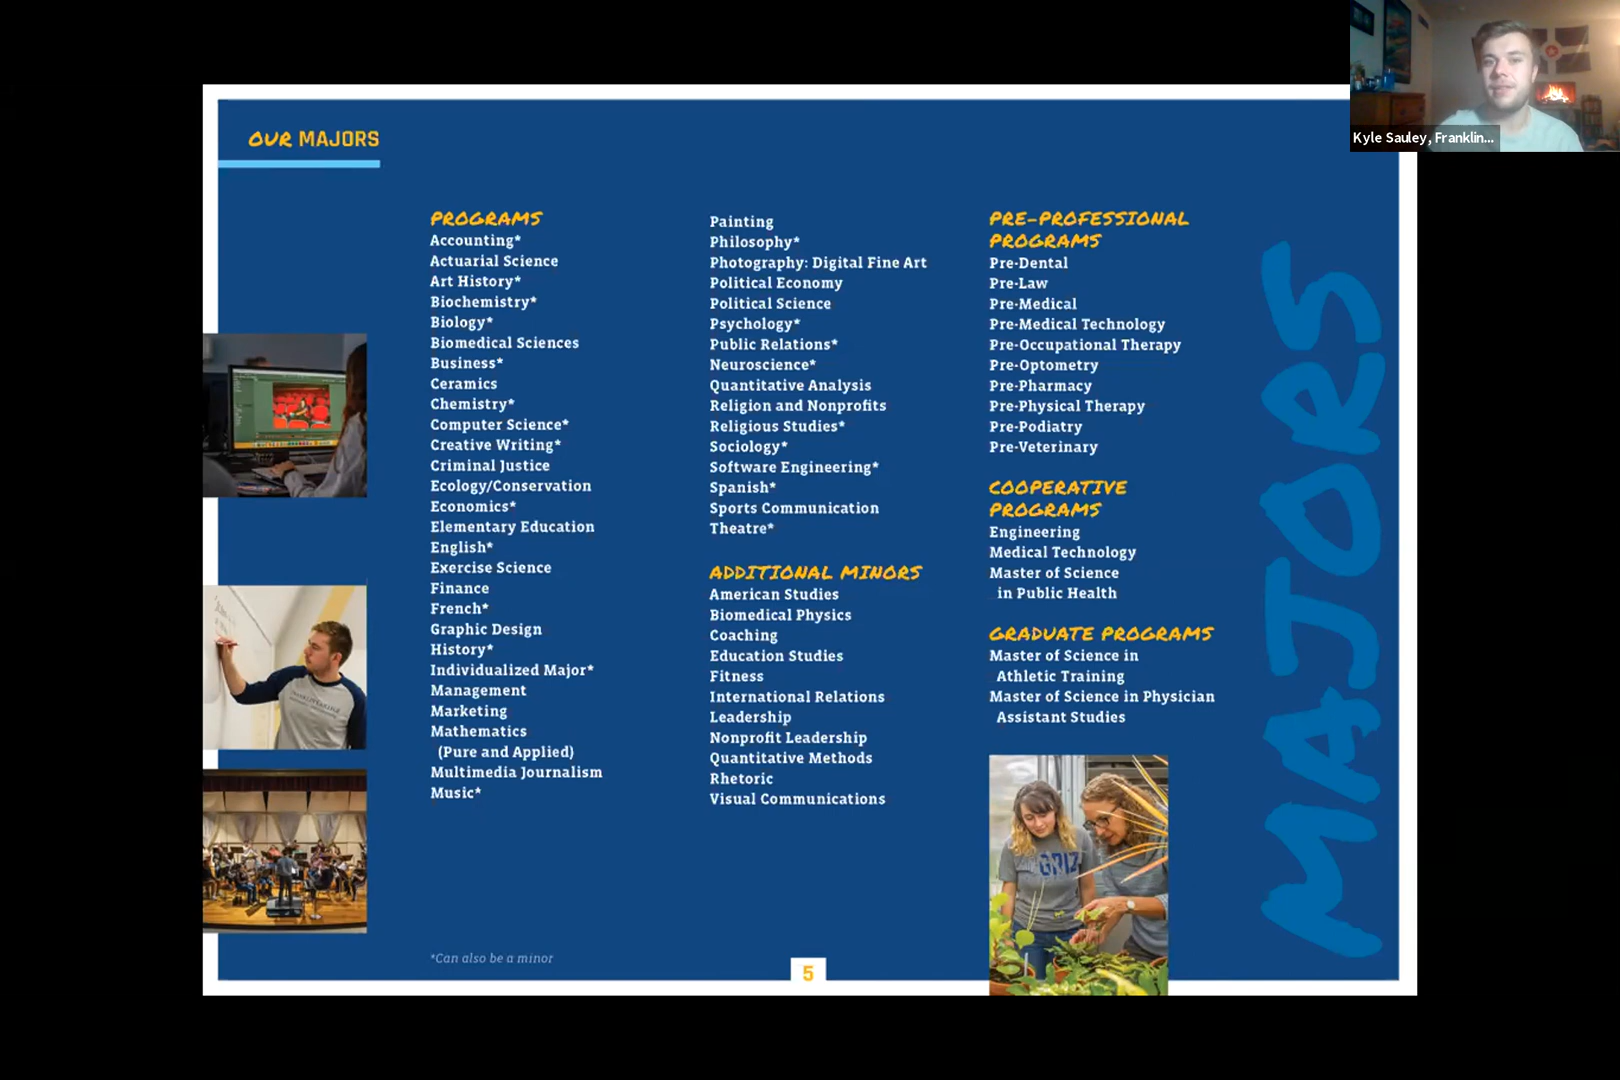 Kyle Sauley, Franklin...
OUR MAJORS
PROGRAMS
Accounting*
Actuarial Science
Art History*
Biochemistry*
Biology*
Biomedical Sciences
Business*
Ceramics
Chemistry*
Computer Science*
Creative Writing*
Criminal Justice
Ecology/Conservation
Economics*
Elementary Education
English*
Exercise Science
Finance
French*
Graphic Design
History*
Individualized Major*
Management
Marketing
Mathematics
(Pure and Applied)
Multimedia Journalism
Music*
Painting
Philosophy*
Photography: Digital Fine Art
Political Economy
Political Science
Psychology*
Public Relations*
Neuroscience*
Quantitative Analysis
Religion and Nonprofits
Religious Studies*
Sociology*
Software Engineering*
Spanish*
Sports Communication
Theatre*
ADDITIONAL MINORS
American Studies
Biomedical Physics
Coaching
Education Studies
Fitness
International Relations
Leadership
Nonprofit Leadership
Quantitative Methods
Rhetoric
Visual Communications
PRE-PROFESSIONAL
PROGRAMS
Pre-Dental
Pre-Law
Pre-Medical
Pre-Medical Technology
Pre-Occupational Therapy
Pre-Optometry
Pre-Pharmacy
Pre-Physical Therapy
Pre-Podiatry
Pre-Veterinary
COOPERATIVE
PROGRAMS
Engineering
Medical Technology
Master of Science
in Public Health
GRADUATE PROGRAMS
Master of Science in
Athletic Training
Master of Science in Physician
Assistant Studies
GRIZ
MAJORS
*Can also be a minor
5